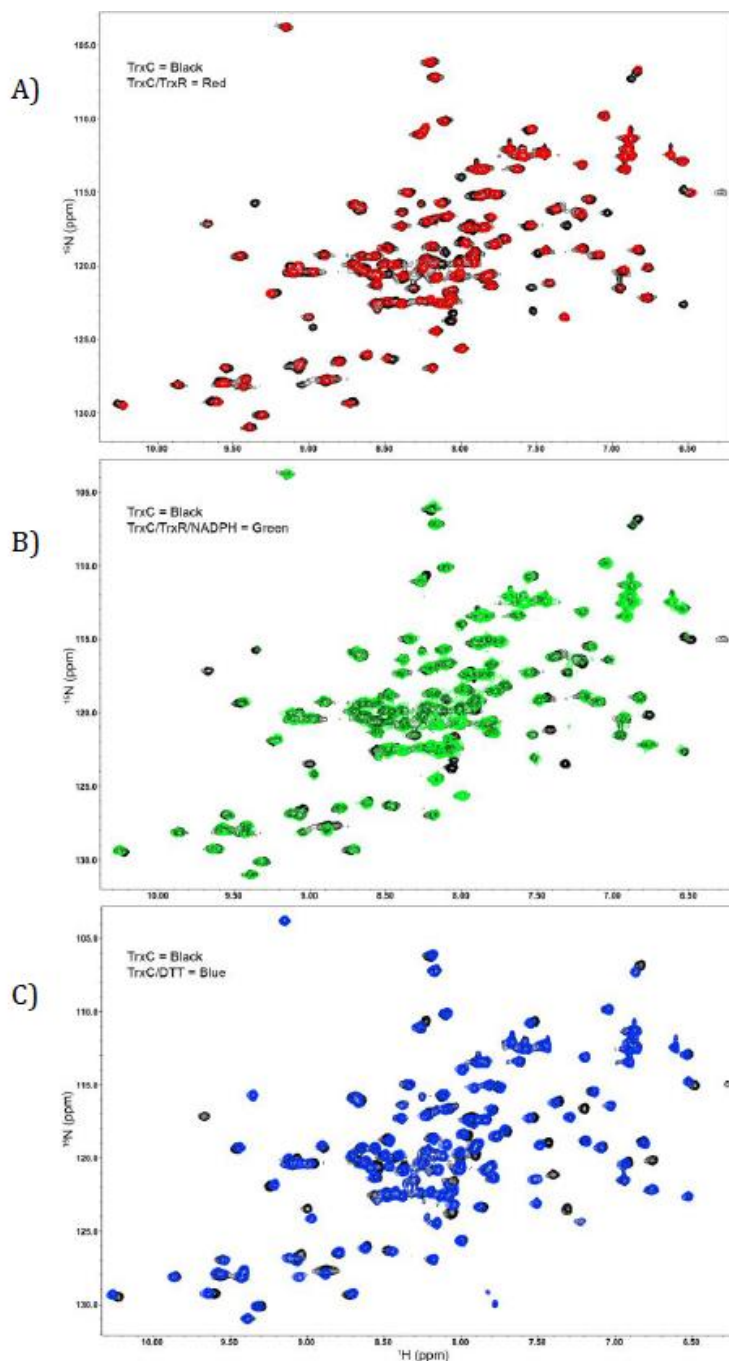 A)
TrxC = Black
TrxC/TrxR = Red
105.0
110.0
115.0
120.0
125.0
130.0
¹⁵N (ppm)
10.00 9.50 9.00 8.50 8.00 7.50 7.00 6.50
B)
TrxC = Black
TrxC/TrxR/NADPH = Green
105.0
110.0
115.0
120.0
125.0
130.0
¹⁵N (ppm)
10.00 9.50 9.00 8.50 8.00 7.50 7.00 6.50
C)
TrxC = Black
TrxC/DTT = Blue
105.0
110.0
115.0
120.0
125.0
130.0
¹⁵N (ppm)
10.00 9.50 9.00 8.50 8.00 7.50 7.00 6.50
¹H (ppm)